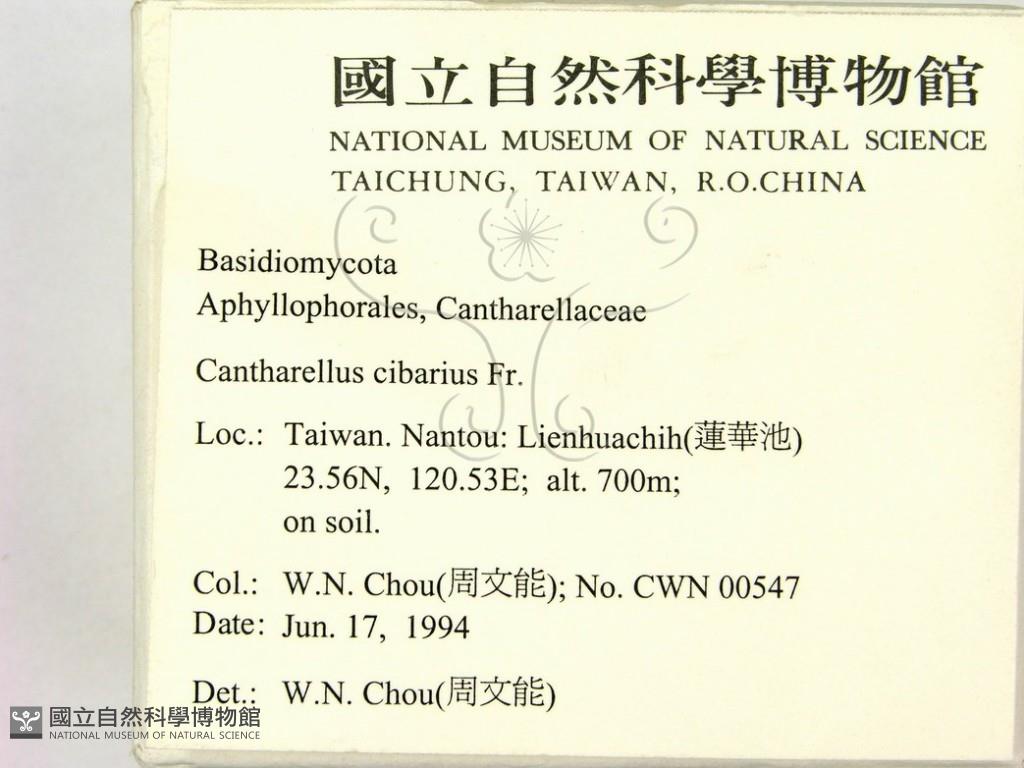 國立自然科學博物館
NATIONAL MUSEUM OF NATURAL SCIENCE
TAICHUNG, TAIWAN, R.O.CHINA
Basidiomycota
Aphyllophorales, Cantharellaceae
Cantharellus cibarius Fr.
Loc.: Taiwan. Nantou: Lienhuachih(蓮華池)
23.56N, 120.53E; alt. 700m;
on soil.
Col.: W.N. Chou(周文能); No. CWN 00547
Date: Jun. 17, 1994
Det.: W.N. Chou(周文能)
國立自然科學博物館
NATIONAL MUSEUM OF NATURAL SCIENCE